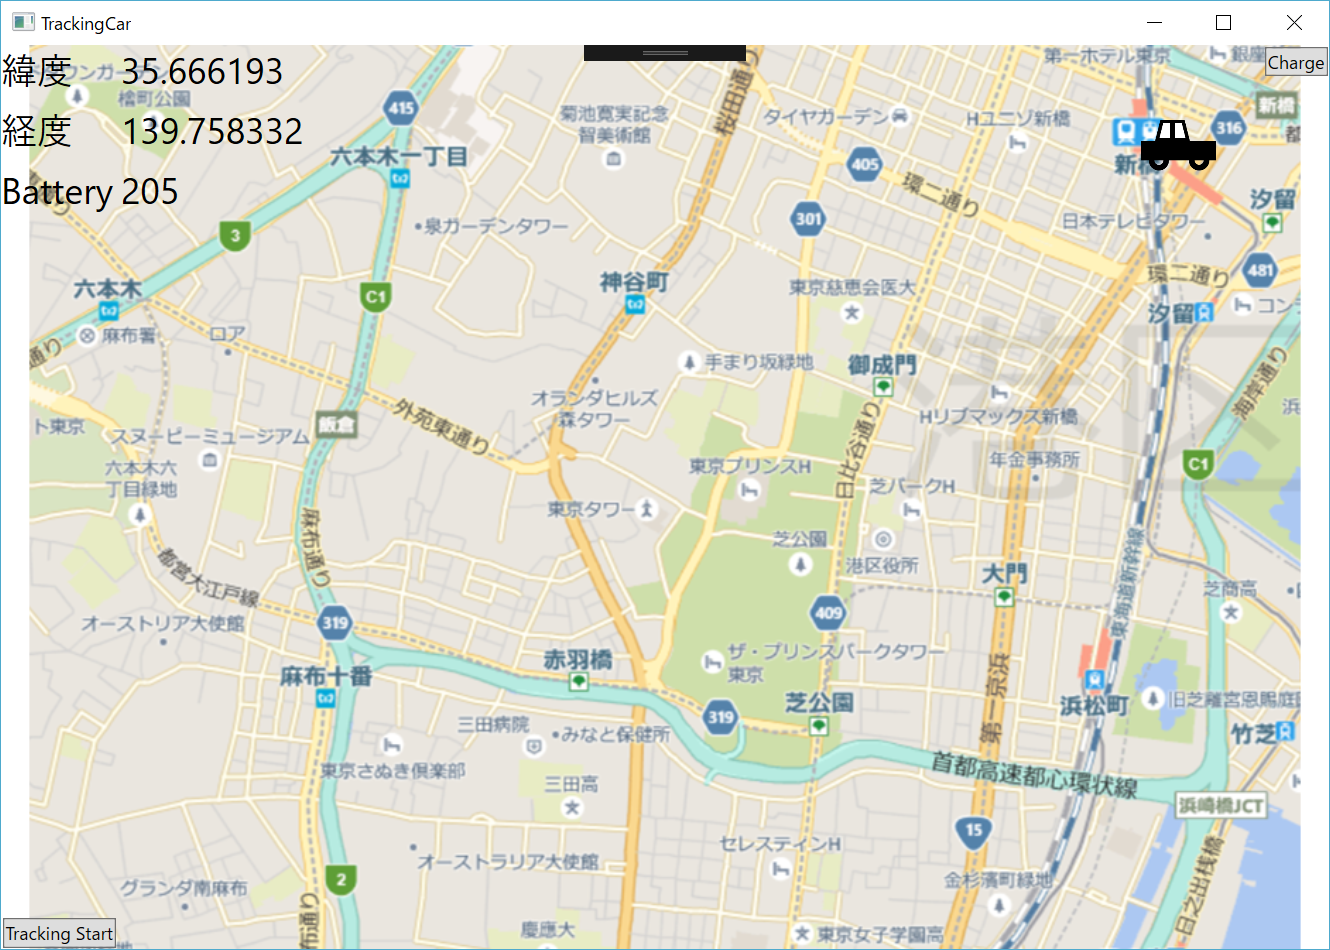 TrackingCar
緯度 35.666193
経度 139.758332
Battery 205
Charge
第一ホテル東京
銀座
新橋
316
檜町公園
415
菊池寛実記念
智美術館
桜田通り
タイヤガーデン
Hユニゾ新橋
六本木一丁目
405
環二通り
301
汐留
日本テレビタワー
3
泉ガーデンタワー
環二通り
481
六本木
C1
神谷町
東京慈恵会医大
汐留
コン
麻布署
ロア
通り
手まり坂緑地
御成門
海岸通り
オランダヒルズ
森タワー
外苑東通り
飯倉
日比谷通り
Hリブマックス新橋
港区
ト東京
スヌーピーミュージアム
六本木六
丁目緑地
東京プリンスH
年金事務所
C1
芝パークH
東京タワー
麻布通り
芝公園
港区役所
大門
東海道新幹線
都営大江戸線
芝商高
オーストリア大使館
319
409
赤羽橋
ザ・プリンスパークタワー
東京
麻布十番
319
芝公園
第一京浜
浜松町
旧芝離宮恩賜庭園
竹芝
三田病院
みなと保健所
東京さぬき倶楽部
三田高
首都高速都心環状線
浜崎橋JCT
15
セレスティンH
オーストラリア大使館
2
グランダ南麻布
金杉濱町緑地
日之出桟橋
慶應大
東京女子学園高
布通り
Tracking Start